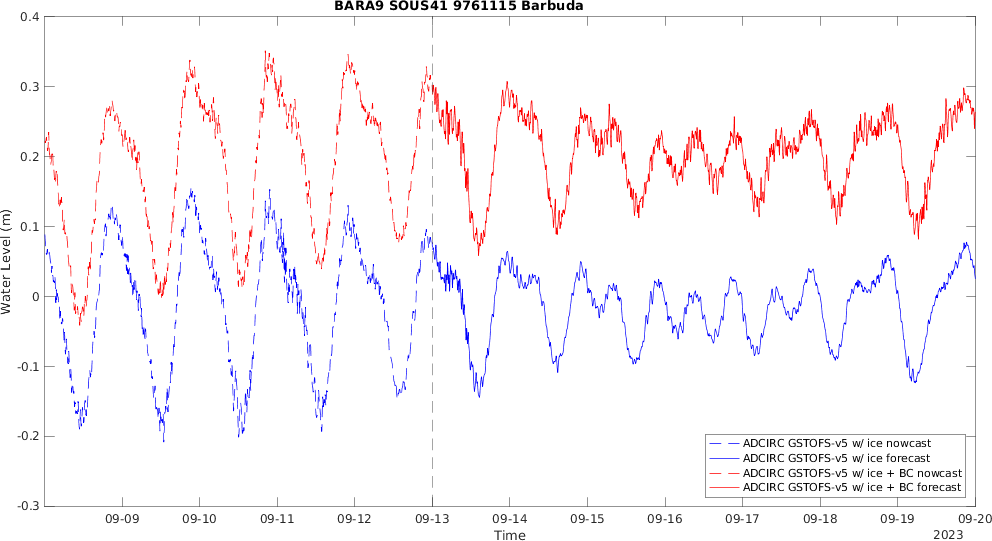 BARA9 SOUS41 9761115 Barbuda
0.4
0.3
0.2
0.1
0
-0.1
-0.2
-0.3
Water Level (m)
09-09 09-10 09-11 09-12 09-13 09-14 09-15 09-16 09-17 09-18 09-19 09-20
Time
2023
ADCIRC GSTOFS-v5 w/ ice nowcast
ADCIRC GSTOFS-v5 w/ ice forecast
ADCIRC GSTOFS-v5 w/ ice + BC nowcast
ADCIRC GSTOFS-v5 w/ ice + BC forecast